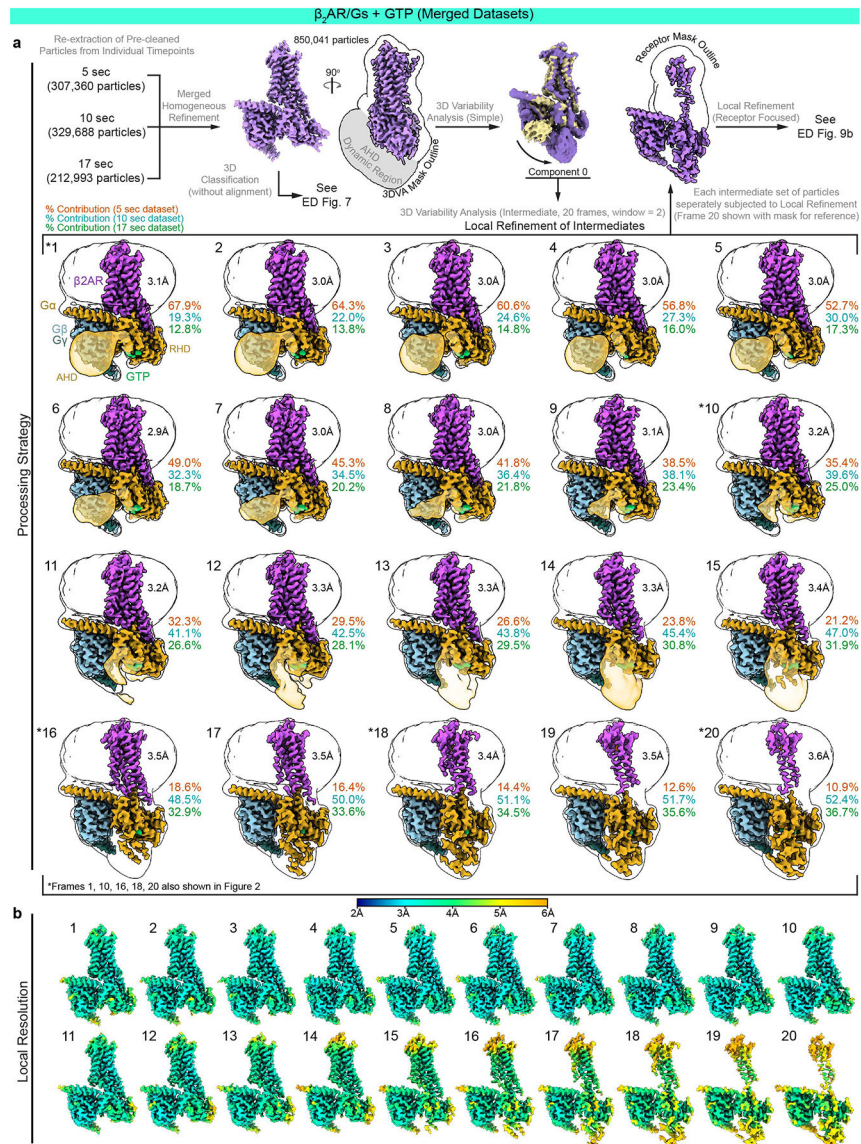 β₂AR/Gs + GTP (Merged Datasets)
a
Re-extraction of Pre-cleaned
Particles from Individual Timepoints
5 sec
(307,360 particles)
10 sec
(329,688 particles)
17 sec
(212,993 particles)
Merged
Homogeneous
Refinement
850,041 particles
90º
3D
Classification
(without alignment)
See
ED Fig. 7
AHD
Dynamic Region
3DVA Mask Outline
3D Variability
Analysis (Simple)
Component 0
Receptor Mask Outline
Local Refinement
(Receptor Focused)
See
ED Fig. 9b
3D Variability Analysis (Intermediate, 20 frames, window = 2)
Local Refinement of Intermediates
Each intermediate set of particles
seperately subjected to Local Refinement
(Frame 20 shown with mask for reference)
% Contribution (5 sec dataset)
% Contribution (10 sec dataset)
% Contribution (17 sec dataset)
Processing Strategy
*1
β2AR
3.1Å
Gα
67.9%
19.3%
12.8%
Gβ
Gγ
RHD
AHD
GTP
2
3.0Å
64.3%
22.0%
13.8%
3
3.0Å
60.6%
24.6%
14.8%
4
3.0Å
56.8%
27.3%
16.0%
5
3.0Å
52.7%
30.0%
17.3%
6
2.9Å
49.0%
32.3%
18.7%
7
3.0Å
45.3%
34.5%
20.2%
8
3.0Å
41.8%
36.4%
21.8%
9
3.1Å
38.5%
38.1%
23.4%
*10
3.2Å
35.4%
39.6%
25.0%
11
3.2Å
32.3%
41.1%
26.6%
12
3.3Å
29.5%
42.5%
28.1%
13
3.3Å
26.6%
43.8%
29.5%
14
3.3Å
23.8%
45.4%
30.8%
15
3.4Å
21.2%
47.0%
31.9%
*16
3.5Å
18.6%
48.5%
32.9%
17
3.5Å
16.4%
50.0%
33.6%
*18
3.4Å
14.4%
51.1%
34.5%
19
3.5Å
12.6%
51.7%
35.6%
*20
3.6Å
10.9%
52.4%
36.7%
*Frames 1, 10, 16, 18, 20 also shown in Figure 2
b
2Å 3Å 4Å 5Å 6Å
Local Resolution
1 2 3 4 5 6 7 8 9 10
11 12 13 14 15 16 17 18 19 20